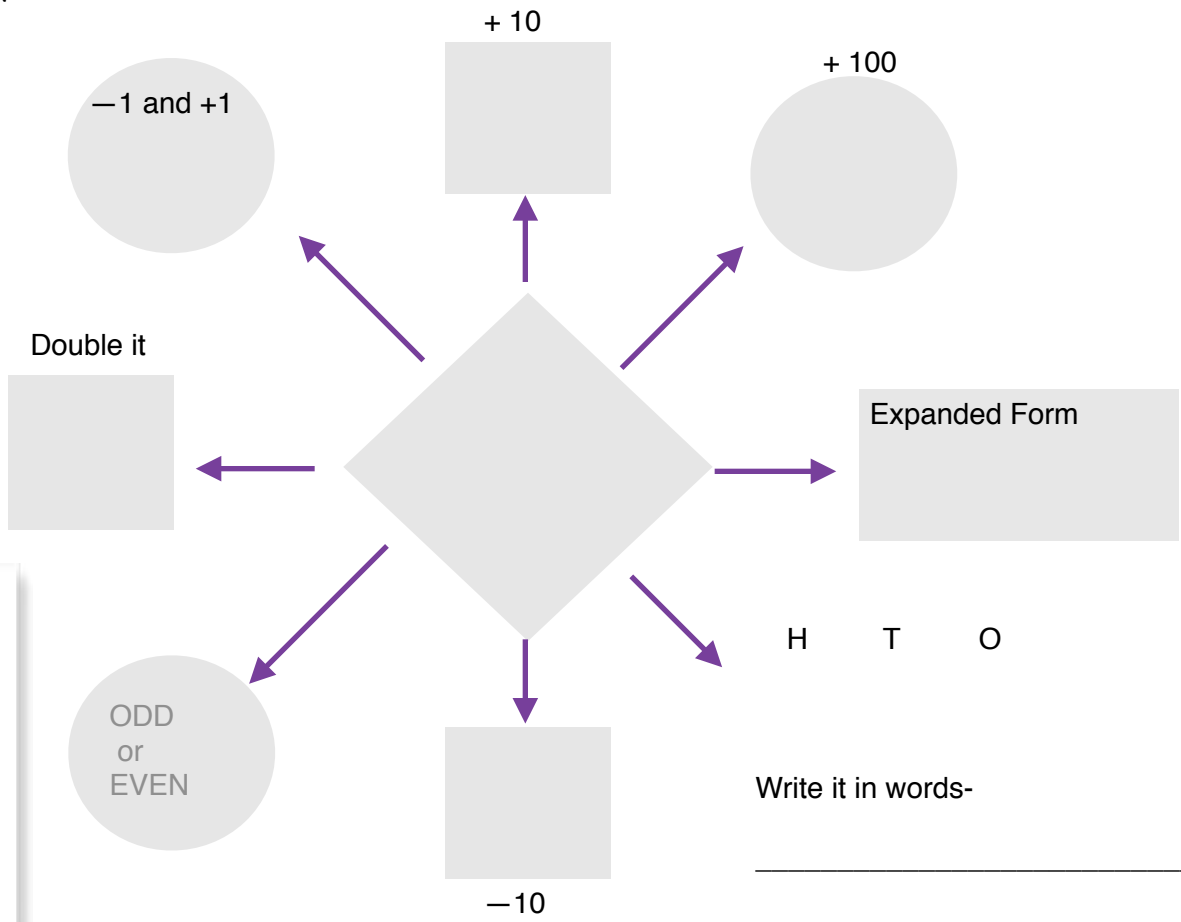 + 10
+ 100
—1 and +1
Double it
Expanded Form
H T O
ODD
or
EVEN
Write it in words-
—10